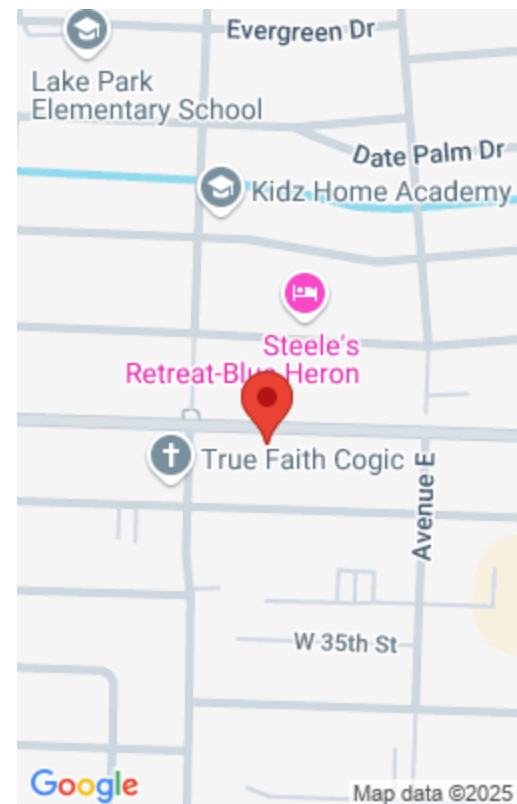 Evergreen Dr
Lake Park
Elementary School
Date Palm Dr
Kidz Home Academy
Steele's
Retreat-Blue Heron
True Faith Cogic
Avenue E
W 35th St
Google
Map data ©2025